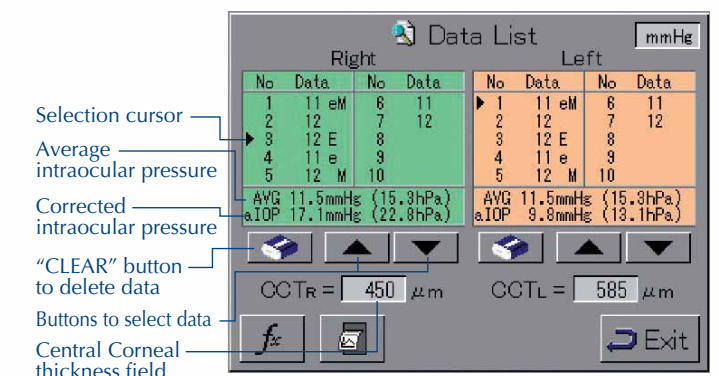 Data List
mmHg
Right
Left
No Data No Data
1 11 eM 6 11
2 12 7 12
3 12 E 8
4 11 e 9
5 12 M 10
AVG 11.5mmHg (15.3hPa)
aIOP 17.1mmHg (22.8hPa)
No Data No Data
1 11 eM 6 11
2 12 7 12
3 12 E 8
4 11 e 9
5 12 M 10
AVG 11.5mmHg (15.3hPa)
aIOP 9.8mmHg (13.1hPa)
CCTR = 450 μm
CCTL = 585 μm
fx
Exit
Selection cursor
Average
intraocular pressure
Corrected
intraocular pressure
“CLEAR” button
to delete data
Buttons to select data
Central Corneal
thickness field